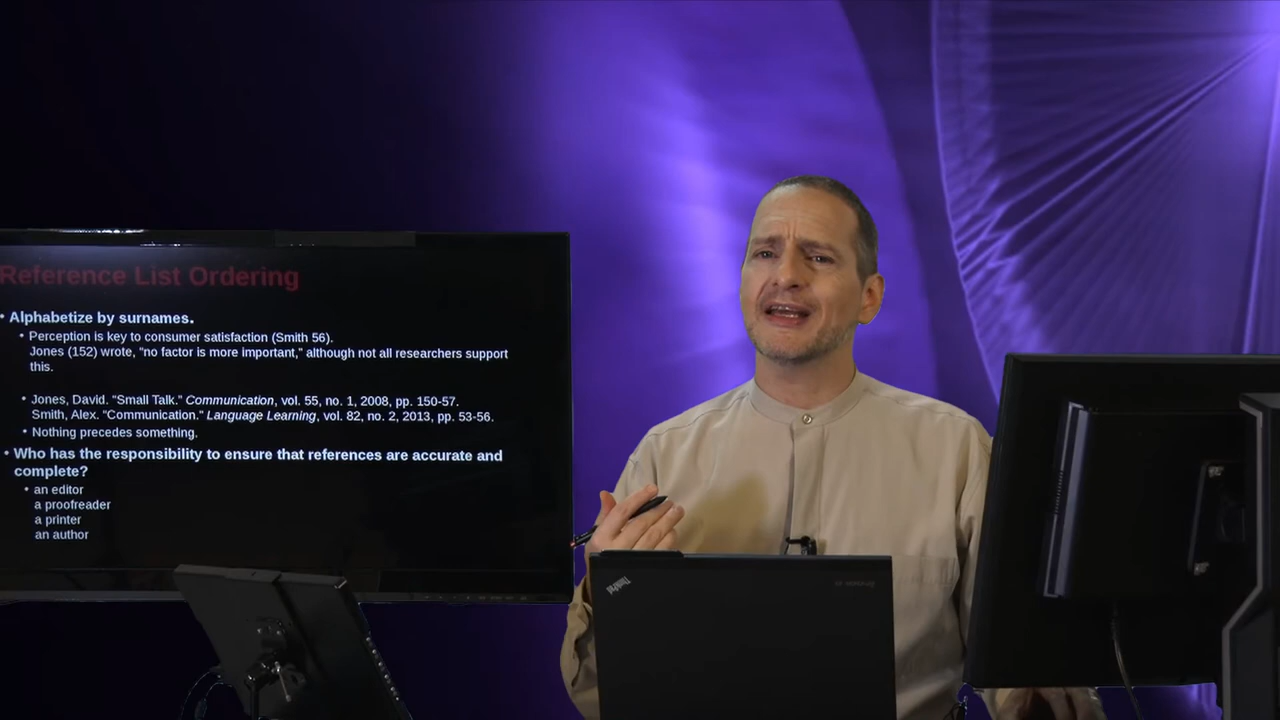 Reference List Ordering
• Alphabetize by surnames.
• Perception is key to consumer satisfaction (Smith 56).
Jones (152) wrote, "no factor is more important," although not all researchers support
this.
• Jones, David. "Small Talk." Communication, vol. 55, no. 1, 2008, pp. 150-57.
Smith, Alex. "Communication." Language Learning, vol. 82, no. 2, 2013, pp. 53-56.
• Nothing precedes something.
• Who has the responsibility to ensure that references are accurate and
complete?
• an editor
a proofreader
a printer
an author
ThinkPad